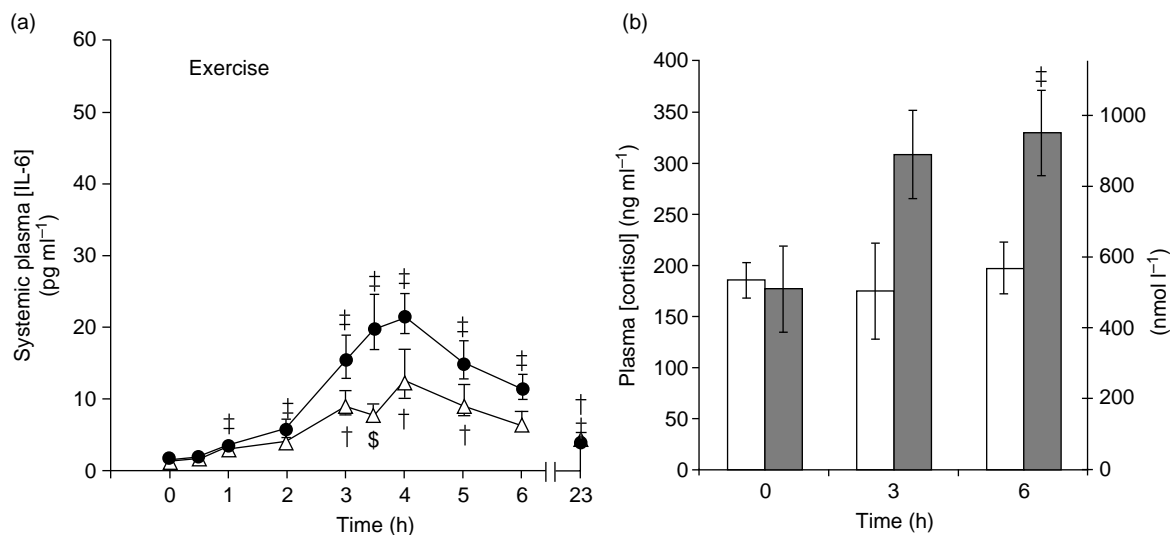 (a)
60
50
40
30
20
10
0
Systemic plasma [IL-6]
(pg ml⁻¹)
Exercise
‡ ‡ ‡ ‡ ‡ ‡ ‡ † ‡
† $ † †
0 1 2 3 4 5 6 23
Time (h)
(b)
400
350
300
250
200
150
100
50
0
Plasma [cortisol] (ng ml⁻¹)
‡
1000
800
600
400
200
0
(nmol l⁻¹)
0 3 6
Time (h)